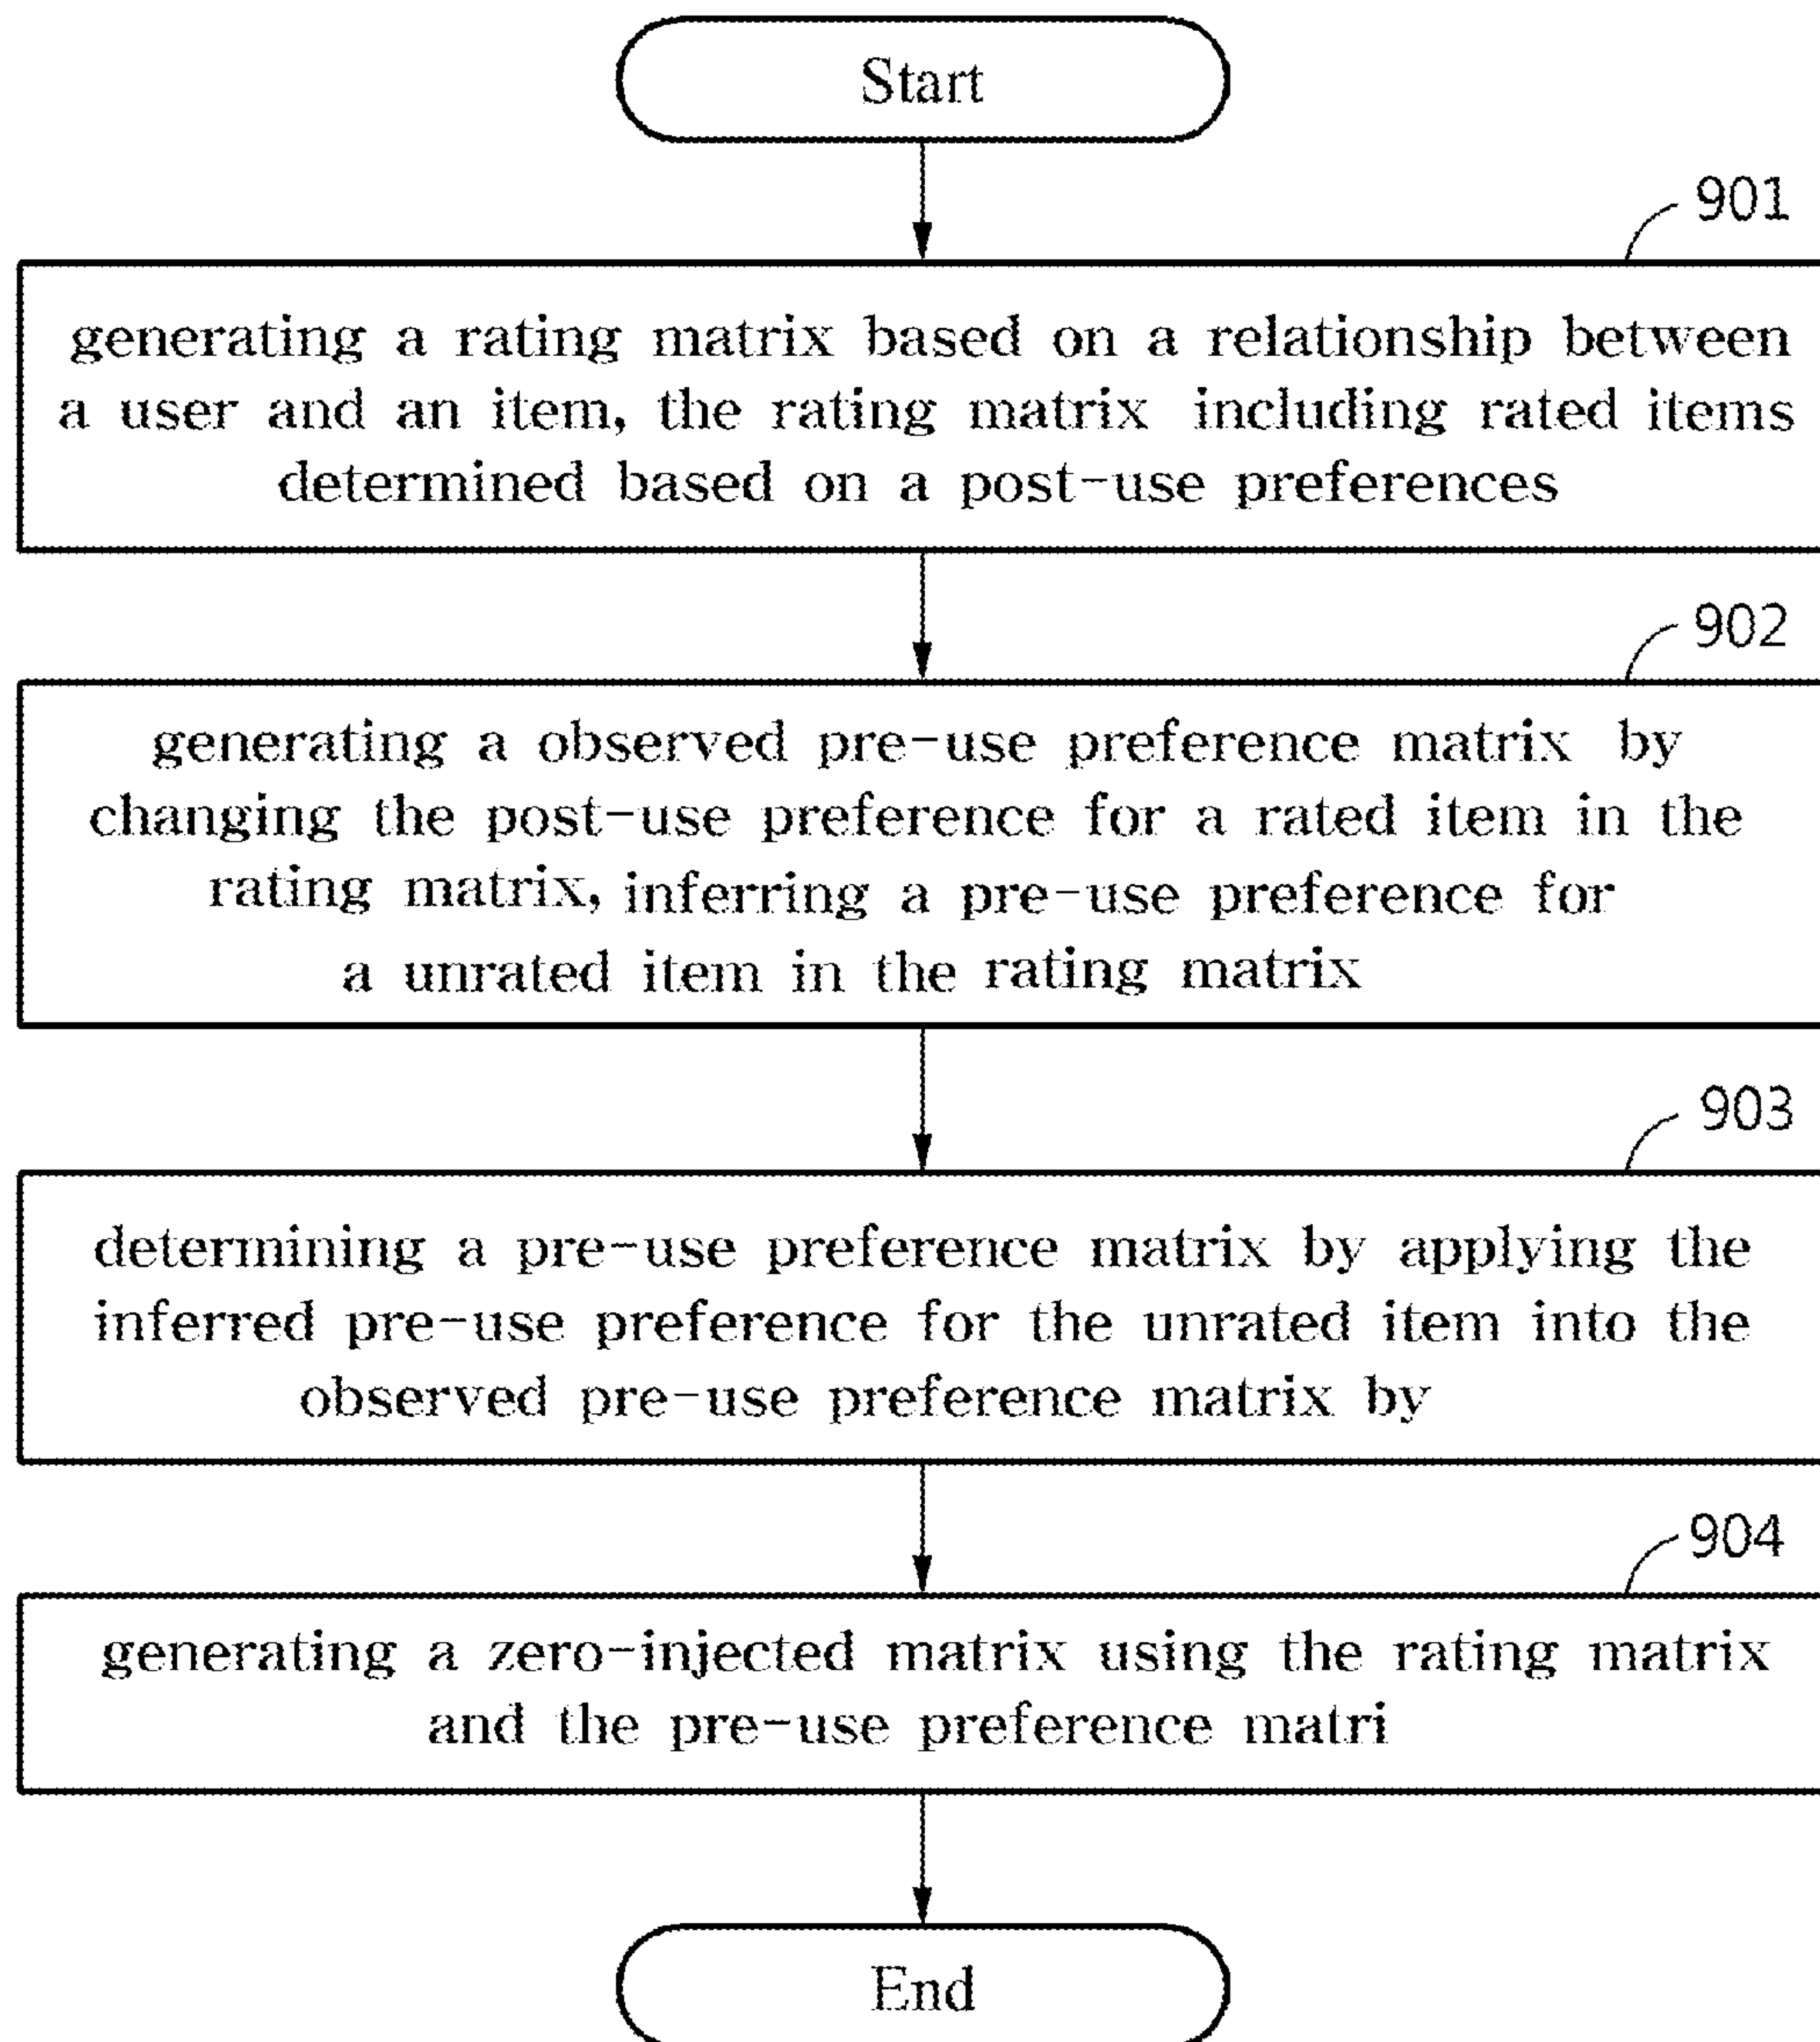 Start
901
generating a rating matrix based on a relationship between
a user and an item, the rating matrix including rated items
determined based on a post-use preferences
902
generating a observed pre-use preference matrix by
changing the post-use preference for a rated item in the
rating matrix, inferring a pre-use preference for
a unrated item in the rating matrix
903
determining a pre-use preference matrix by applying the
inferred pre-use preference for the unrated item into the
observed pre-use preference matrix by
904
generating a zero-injected matrix using the rating matrix
and the pre-use preference matri
End